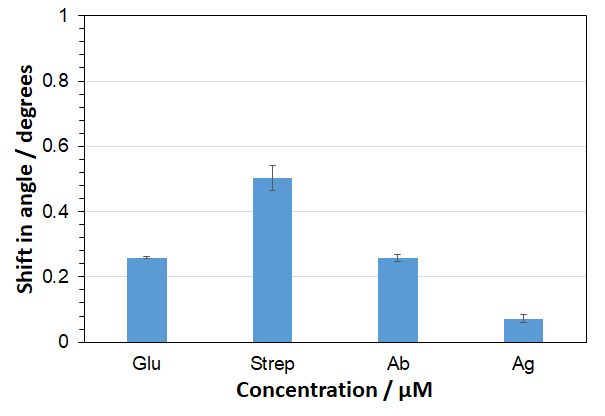 Shift in angle / degrees
1
0.8
0.6
0.4
0.2
0
Glu Strep Ab Ag
Concentration / µM